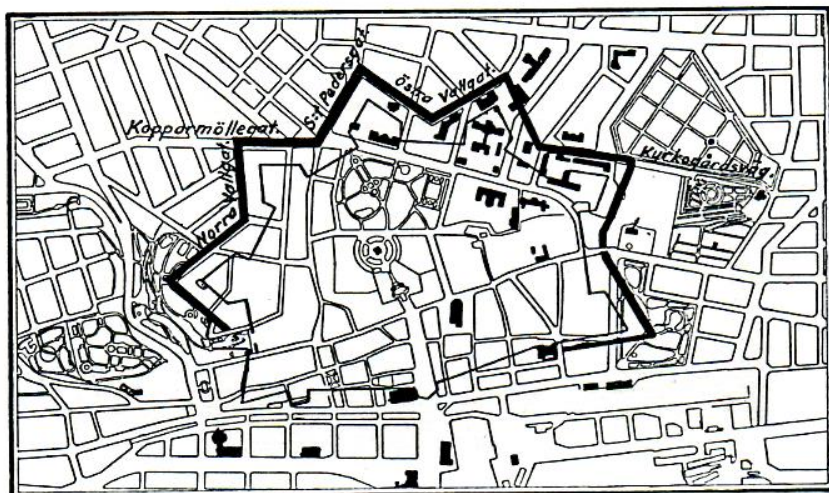 Östra Vallgat.
S:t Pedersgat.
Kopparmöllegat.
Norra Vallgat.
Kyrkogårdsväg.